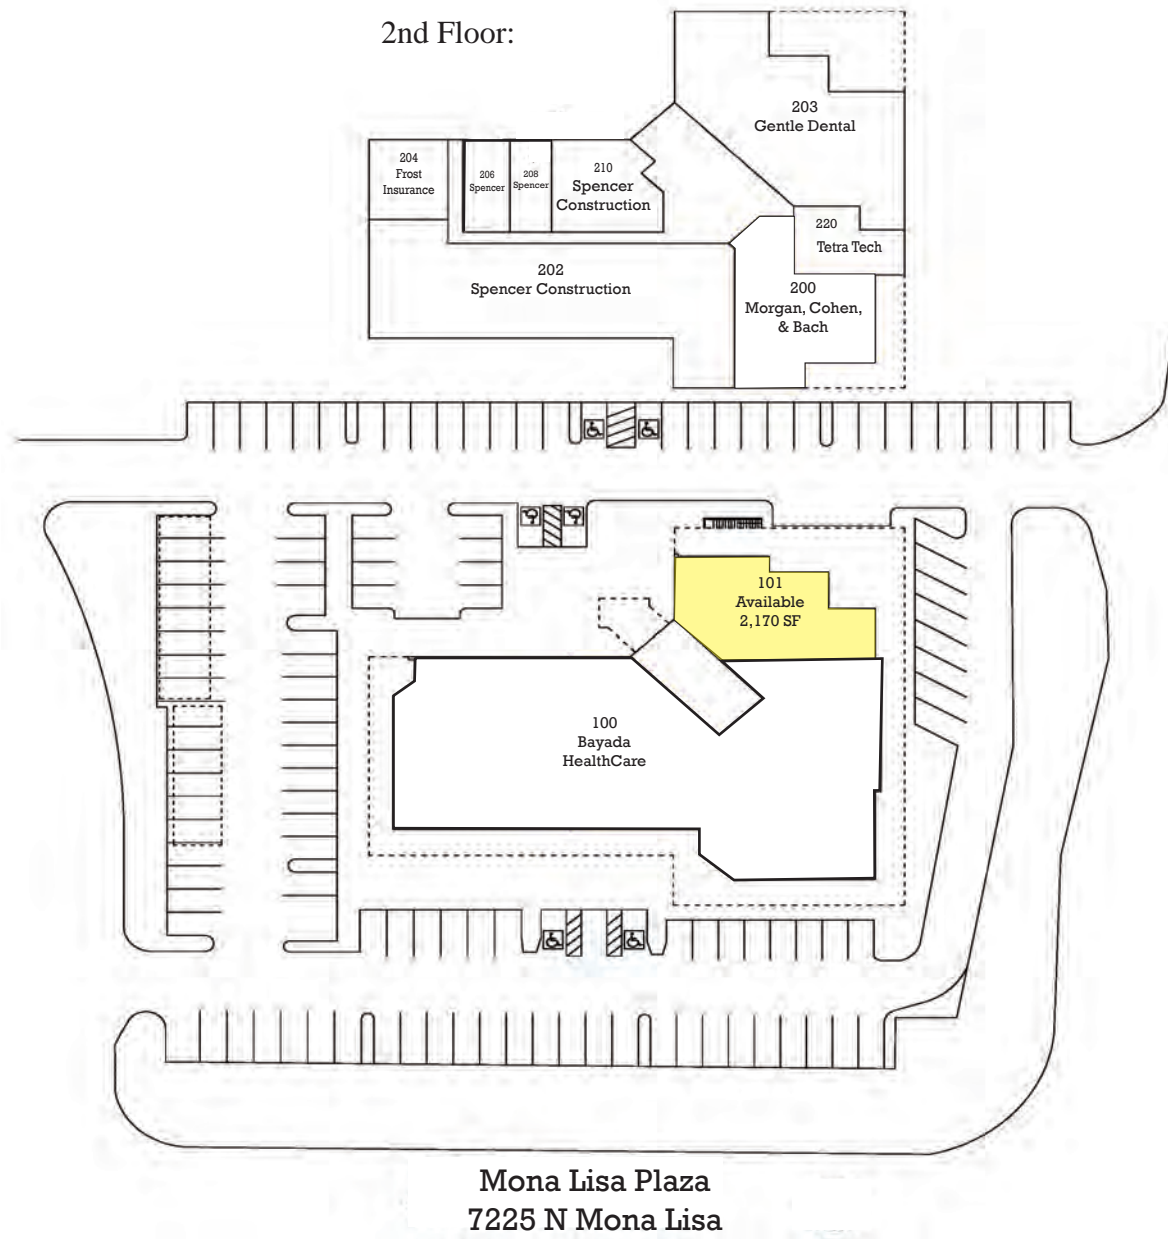 2nd Floor:
203
Gentle Dental
204
Frost
Insurance
206
Spencer
208
Spencer
210
Spencer
Construction
220
Tetra Tech
202
Spencer Construction
200
Morgan, Cohen,
& Bach
101
Available
2,170 SF
100
Bayada
HealthCare
Mona Lisa Plaza
7225 N Mona Lisa